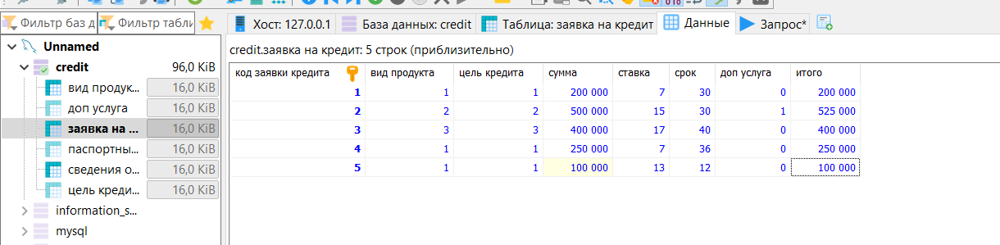 Фильтр баз д Фильтр табли Хост: 127.0.0.1 База данных: credit Таблица: заявка на кредит Данные Запрос*
Unnamed
credit 96,0 KiB
вид продук... 16,0 KiB
доп услуга 16,0 KiB
заявка на ... 16,0 KiB
паспортны... 16,0 KiB
сведения о... 16,0 KiB
цель креди... 16,0 KiB
information_s...
mysql
credit.заявка на кредит: 5 строк (приблизительно)
код заявки кредита вид продукта цель кредита сумма ставка срок доп услуга итого
1 1 1 200 000 7 30 0 200 000
2 2 2 500 000 15 30 1 525 000
3 3 3 400 000 17 40 0 400 000
4 1 1 250 000 7 36 0 250 000
5 1 1 100 000 13 12 0 100 000